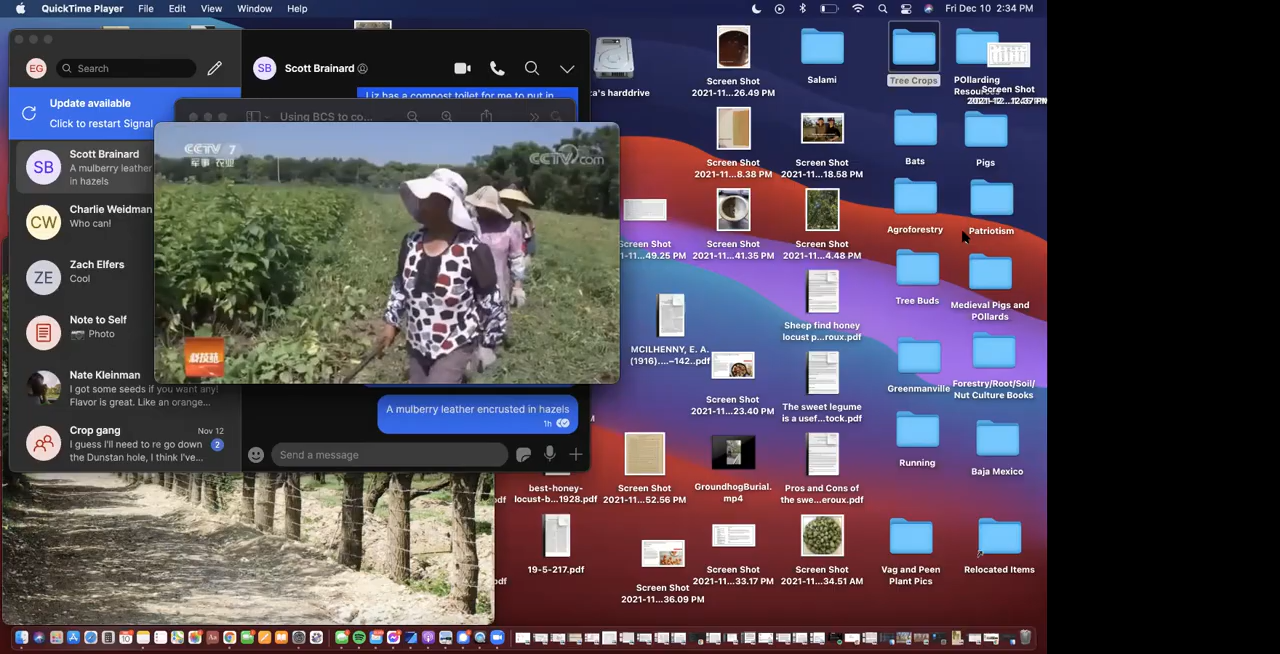 QuickTime Player File Edit View Window Help
Fri Dec 10 2:34 PM
EG
Search
SB
Scott Brainard
Liz has a compost toilet for me to put in
Update available
Click to restart Signal
Using BCS to co...
SB
Scott Brainard
A mulberry leather
in hazels
CW
Charlie Weidman
Who can!
ZE
Zach Elfers
Cool
Note to Self
Photo
Nate Kleinman
I got some seeds if you want any!
Flavor is great. Like an orange...
Crop gang
Nov 12
I guess I'll need to re go down
the Dunstan hole, I think I've...
2
CCTV 7
军事 农业
CCTV.com
A mulberry leather encrusted in hazels
1h
Send a message
a's harddrive
Screen Shot
2021-11...26.49 PM
Salami
Tree Crops
POllarding
Screen Shot
2021-11...8.38 PM
Screen Shot
2021-11...18.58 PM
Bats
Pigs
Screen Shot
-11...49.25 PM
Screen Shot
2021-11...41.35 PM
Screen Shot
2021-11...4.48 PM
Agroforestry
Patriotism
MCILHENNY, E. A.
(1916)....–142..pdf
Sheep find honey
locust p...roux.pdf
Tree Buds
Medieval Pigs and
POllards
Screen Shot
2021-11...23.40 PM
The sweet legume
is a usef...tock.pdf
Greenmanville
Forestry/Root/Soil/
Nut Culture Books
best-honey-
locust-b...1928.pdf
Screen Shot
2021-11...52.56 PM
GroundhogBurial.
mp4
Pros and Cons of
the swe...eroux.pdf
Running
Baja Mexico
19-5-217.pdf
Screen Shot
2021-11...36.09 PM
Screen Shot
2021-11...33.17 PM
Screen Shot
2021-11...34.51 AM
Vag and Peen
Plant Pics
Relocated Items